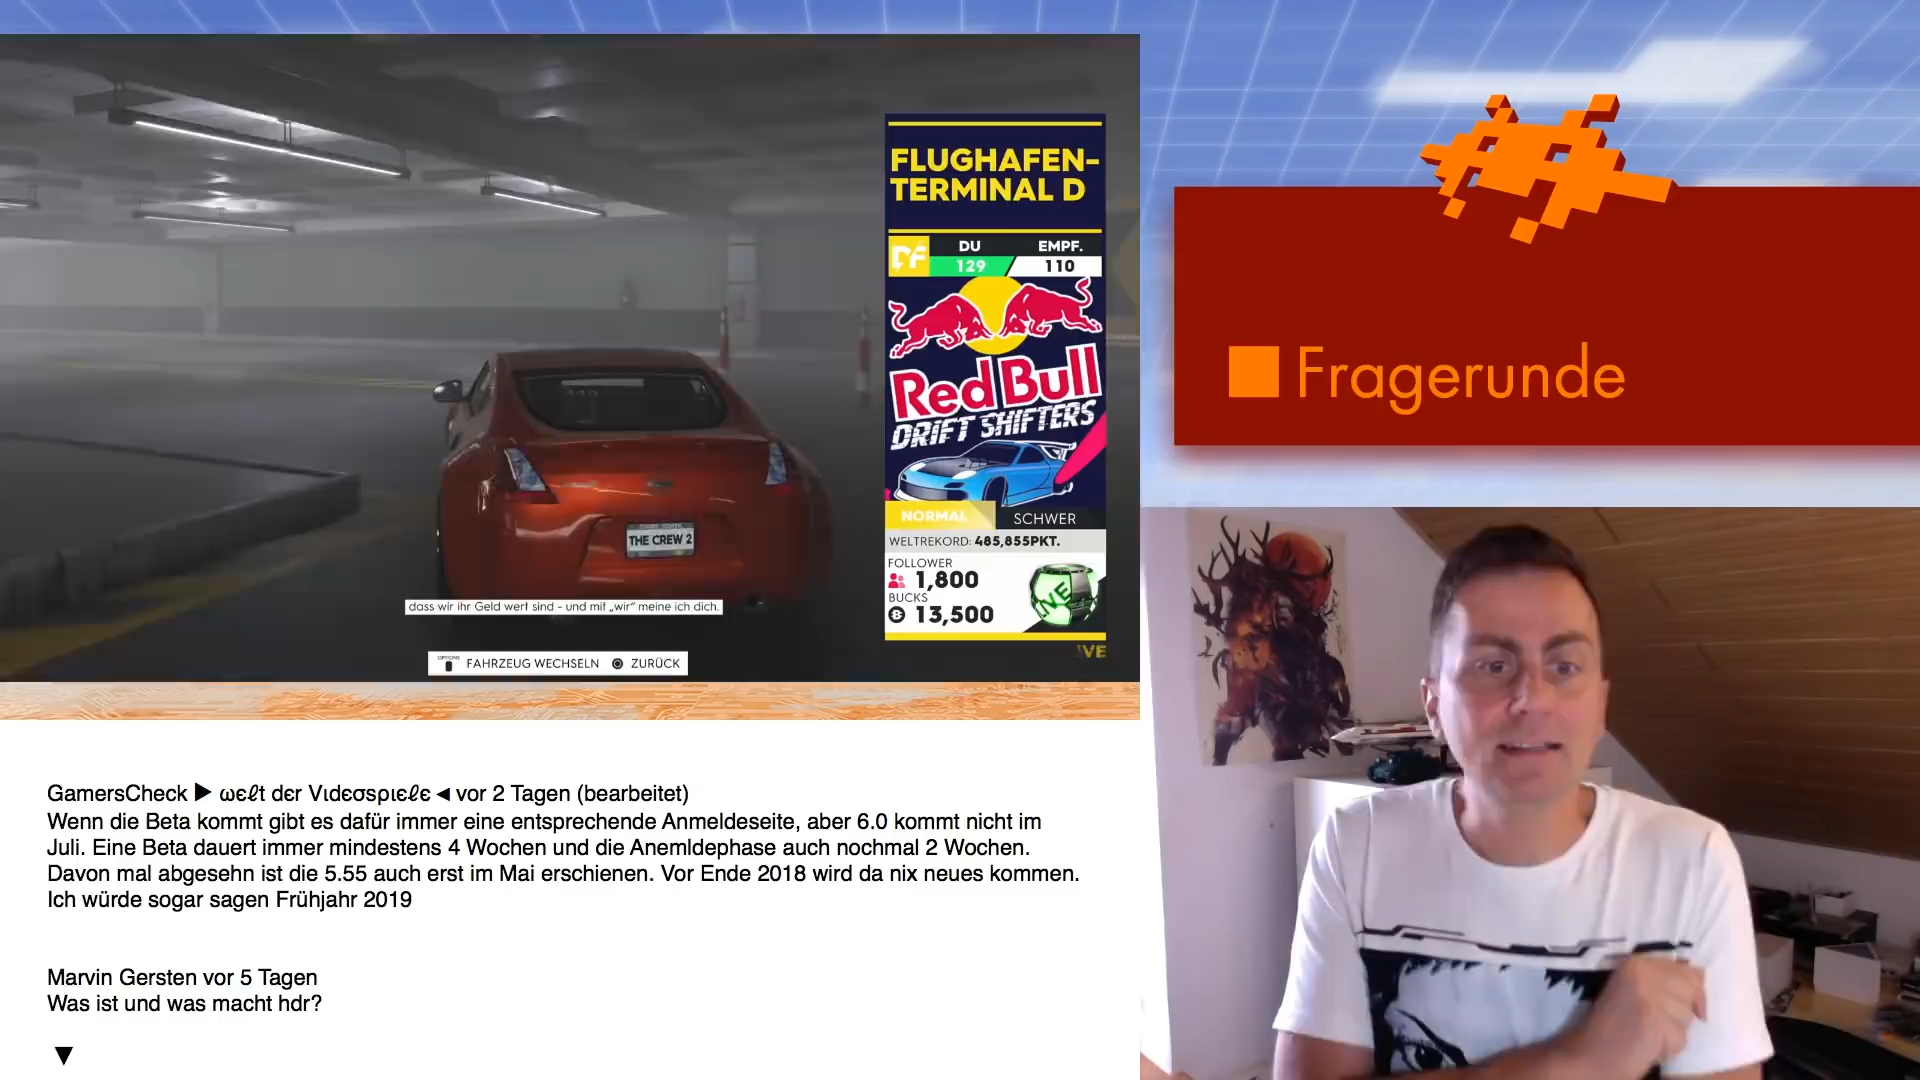 FLUGHAFEN-
TERMINAL D
DF
DU
EMPF.
129
110
Red Bull
DRIFT SHIFTERS
NORMAL
SCHWER
WELTREKORD: 485,855PKT.
FOLLOWER
1,800
BUCKS
13,500
LIVE
THE CREW 2
dass wir ihr Geld wert sind - und mit „wir“ meine ich dich.
OPTIONS
FAHRZEUG WECHSELN
ZURÜCK
Fragerunde
GamersCheck ▶ ωєℓt dєr Vιdєσspιєℓє ◄ vor 2 Tagen (bearbeitet)
Wenn die Beta kommt gibt es dafür immer eine entsprechende Anmeldeseite, aber 6.0 kommt nicht im
Juli. Eine Beta dauert immer mindestens 4 Wochen und die Anemldephase auch nochmal 2 Wochen.
Davon mal abgesehn ist die 5.55 auch erst im Mai erschienen. Vor Ende 2018 wird da nix neues kommen.
Ich würde sogar sagen Frühjahr 2019
Marvin Gersten vor 5 Tagen
Was ist und was macht hdr?